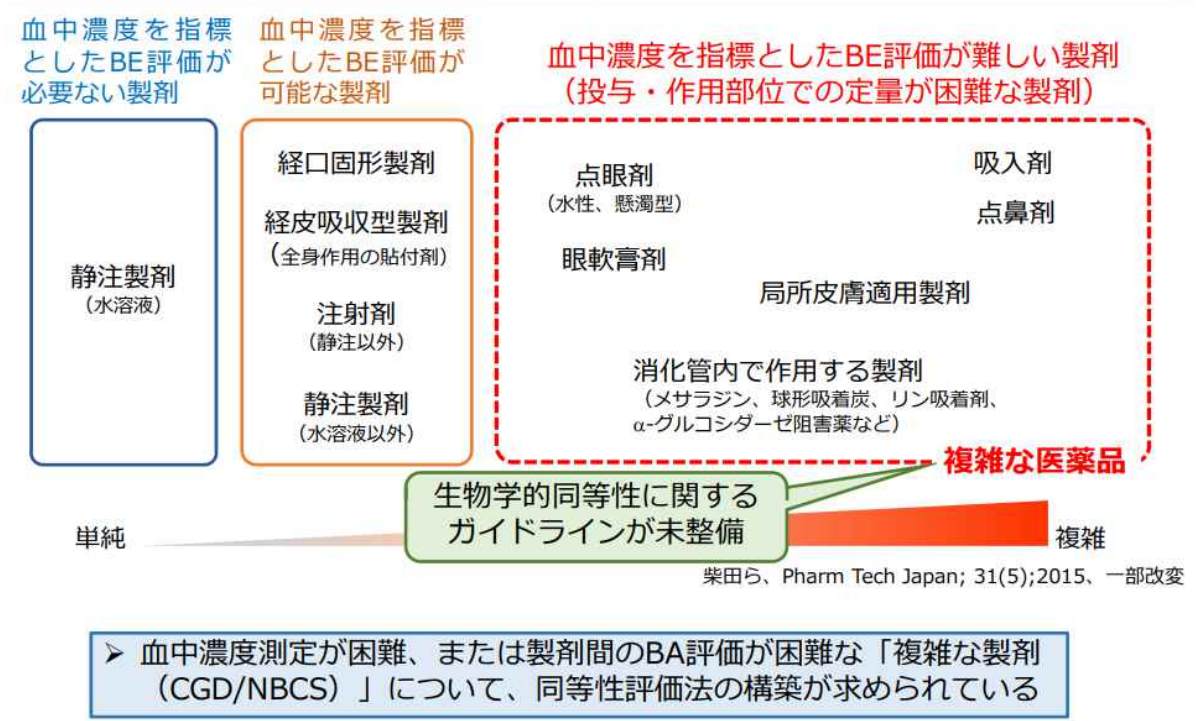 血中濃度を指標
としたBE評価が
必要ない製剤
血中濃度を指標
としたBE評価が
可能な製剤
血中濃度を指標としたBE評価が難しい製剤
（投与・作用部位での定量が困難な製剤）
静注製剤
（水溶液）
経口固形製剤
経皮吸収型製剤
（全身作用の貼付剤）
注射剤
（静注以外）
静注製剤
（水溶液以外）
点眼剤
（水性、懸濁型）
眼軟膏剤
吸入剤
点鼻剤
局所皮膚適用製剤
消化管内で作用する製剤
（メサラジン、球形吸着炭、リン吸着剤、
α-グルコシダーゼ阻害薬など）
複雑な医薬品
生物学的同等性に関する
ガイドラインが未整備
単純
複雑
柴田ら、Pharm Tech Japan; 31(5);2015、一部改変
➢ 血中濃度測定が困難、または製剤間のBA評価が困難な「複雑な製剤
（CGD/NBCS）」について、同等性評価法の構築が求められている